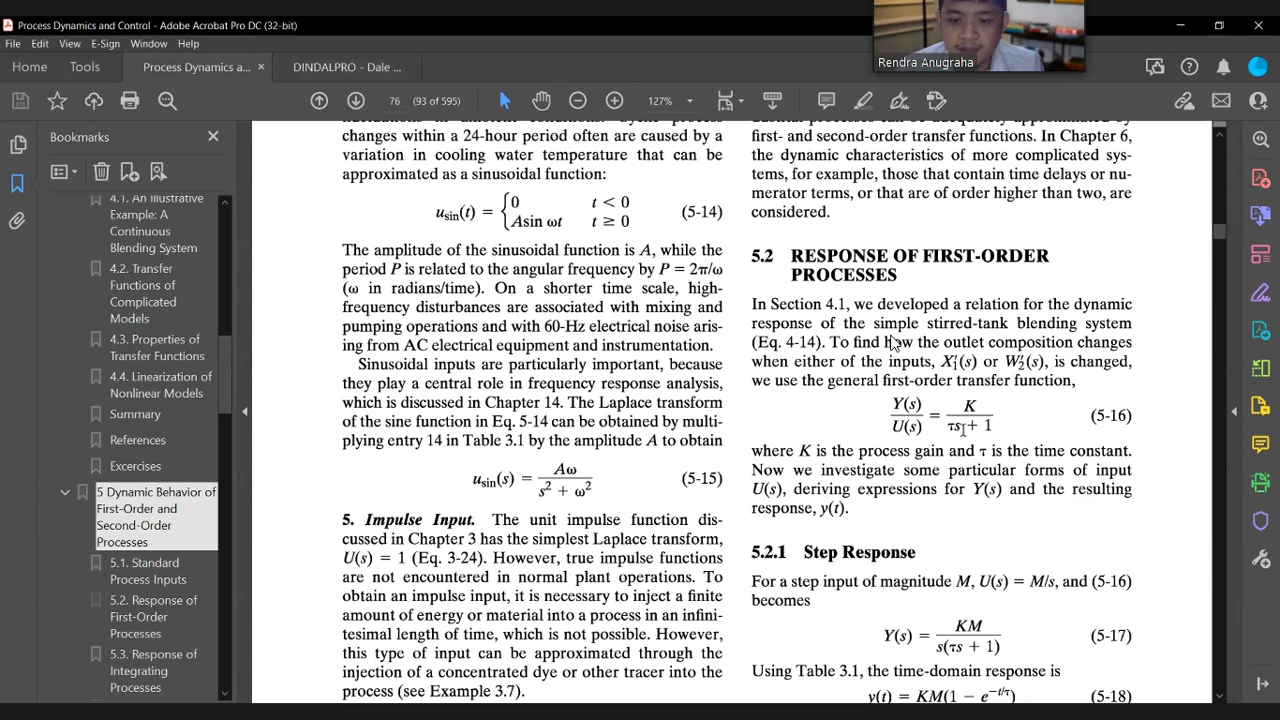 Process Dynamics and Control - Adobe Acrobat Pro DC (32-bit)
File Edit View E-Sign Window Help
Home Tools Process Dynamics a... × DINDALPRO - Dale ...
Rendra Anugraha
76 (93 of 595) 127%
Bookmarks
4.1. An Illustrative
Example: A
Continuous
Blending System
4.2. Transfer
Functions of
Complicated
Models
4.3. Properties of
Transfer Functions
4.4. Linearization of
Nonlinear Models
Summary
References
Excercises
5 Dynamic Behavior of
First-Order and
Second-Order
Processes
5.1. Standard
Process Inputs
5.2. Response of
First-Order
Processes
5.3. Response of
Integrating
Processes
changes within a 24-hour period often are caused by a
variation in cooling water temperature that can be
approximated as a sinusoidal function:
u_sin(t) = { 0 t < 0
A sin ωt t ≥ 0 (5-14)
The amplitude of the sinusoidal function is A, while the
period P is related to the angular frequency by P = 2π/ω
(ω in radians/time). On a shorter time scale, high-
frequency disturbances are associated with mixing and
pumping operations and with 60-Hz electrical noise aris-
ing from AC electrical equipment and instrumentation.
Sinusoidal inputs are particularly important, because
they play a central role in frequency response analysis,
which is discussed in Chapter 14. The Laplace transform
of the sine function in Eq. 5-14 can be obtained by multi-
plying entry 14 in Table 3.1 by the amplitude A to obtain
u_sin(s) = Aω / (s² + ω²) (5-15)
5. Impulse Input. The unit impulse function dis-
cussed in Chapter 3 has the simplest Laplace transform,
U(s) = 1 (Eq. 3-24). However, true impulse functions
are not encountered in normal plant operations. To
obtain an impulse input, it is necessary to inject a finite
amount of energy or material into a process in an infini-
tesimal length of time, which is not possible. However,
this type of input can be approximated through the
injection of a concentrated dye or other tracer into the
process (see Example 3.7).
first- and second-order transfer functions. In Chapter 6,
the dynamic characteristics of more complicated sys-
tems, for example, those that contain time delays or nu-
merator terms, or that are of order higher than two, are
considered.
5.2 RESPONSE OF FIRST-ORDER
PROCESSES
In Section 4.1, we developed a relation for the dynamic
response of the simple stirred-tank blending system
(Eq. 4-14). To find how the outlet composition changes
when either of the inputs, X′₁(s) or W′₂(s), is changed,
we use the general first-order transfer function,
Y(s)/U(s) = K/(τs + 1) (5-16)
where K is the process gain and τ is the time constant.
Now we investigate some particular forms of input
U(s), deriving expressions for Y(s) and the resulting
response, y(t).
5.2.1 Step Response
For a step input of magnitude M, U(s) = M/s, and (5-16)
becomes
Y(s) = KM / s(τs + 1) (5-17)
Using Table 3.1, the time-domain response is
y(t) = KM(1 − e^−t/τ) (5-18)